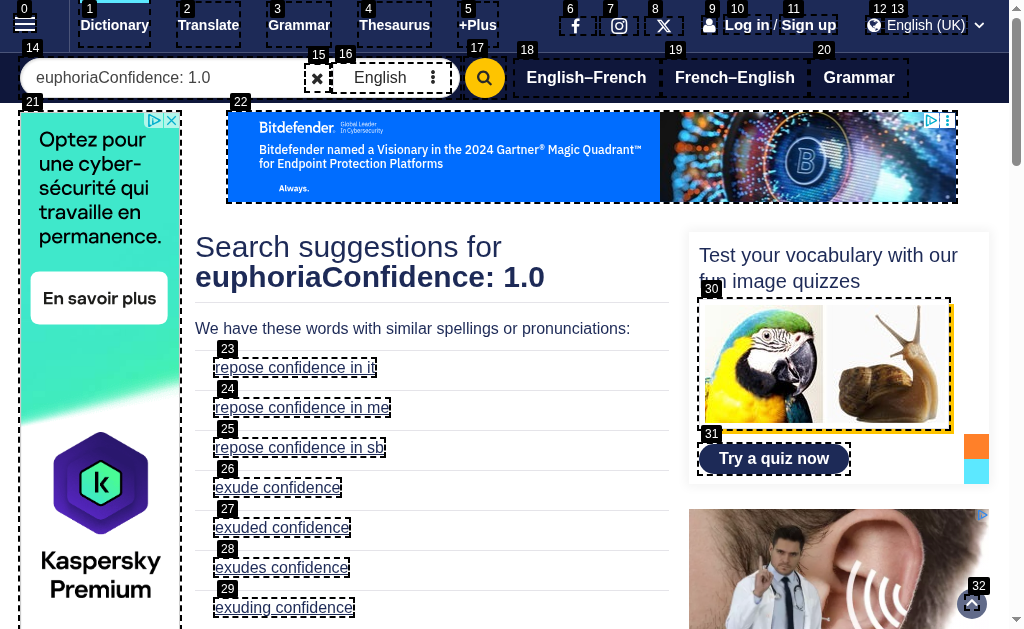 0
1
2
3
4
5
6
7
8
9
10
12
13
Dictionary
Translate
Grammar
Thesaurus
+Plus
Log in / Sign up
English (UK)
14
15
16
17
18
19
20
euphoriaConfidence: 1.0
English
English–French
French–English
Grammar
21
22
Optez pour
une cyber-
sécurité qui
travaille en
permanence.
En savoir plus
Kaspersky
Premium
Bitdefender
Global Leader
In Cybersecurity
Bitdefender named a Visionary in the 2024 Gartner® Magic Quadrant™
for Endpoint Protection Platforms
Always.
B
Search suggestions for
euphoriaConfidence: 1.0
We have these words with similar spellings or pronunciations:
23
repose confidence in it
24
repose confidence in me
25
repose confidence in sb
26
exude confidence
27
exuded confidence
28
exudes confidence
29
exuding confidence
Test your vocabulary with our
fun image quizzes
30
31
Try a quiz now
32